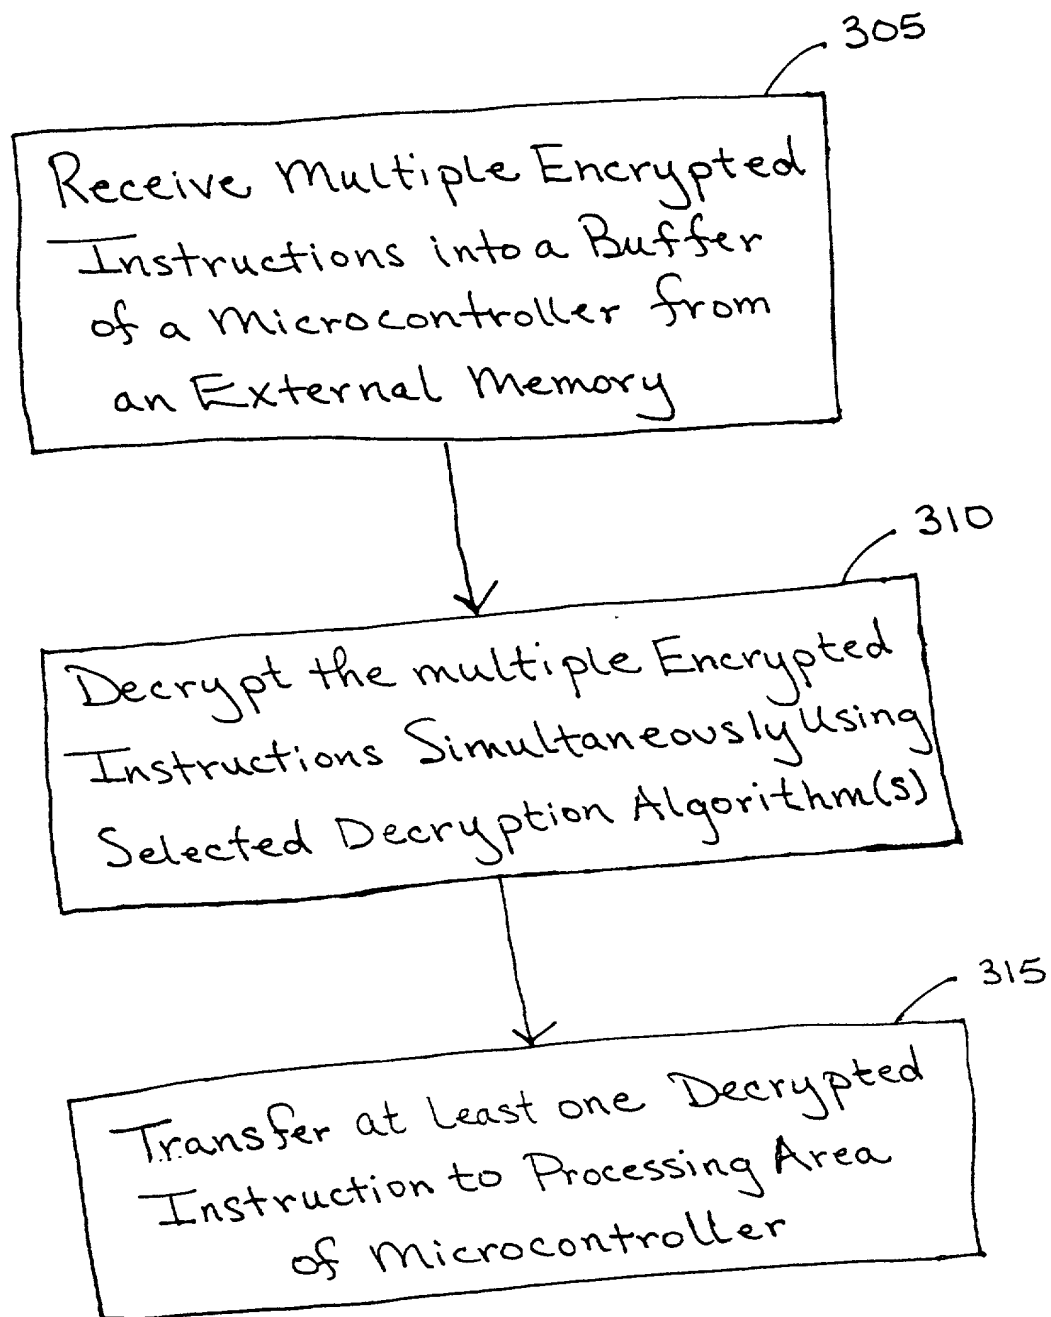 305
Receive Multiple Encrypted
Instructions into a Buffer
of a Microcontroller from
an External Memory
310
Decrypt the multiple Encrypted
Instructions Simultaneously Using
Selected Decryption Algorithm(s)
315
Transfer at Least one Decrypted
Instruction to Processing Area
of Microcontroller